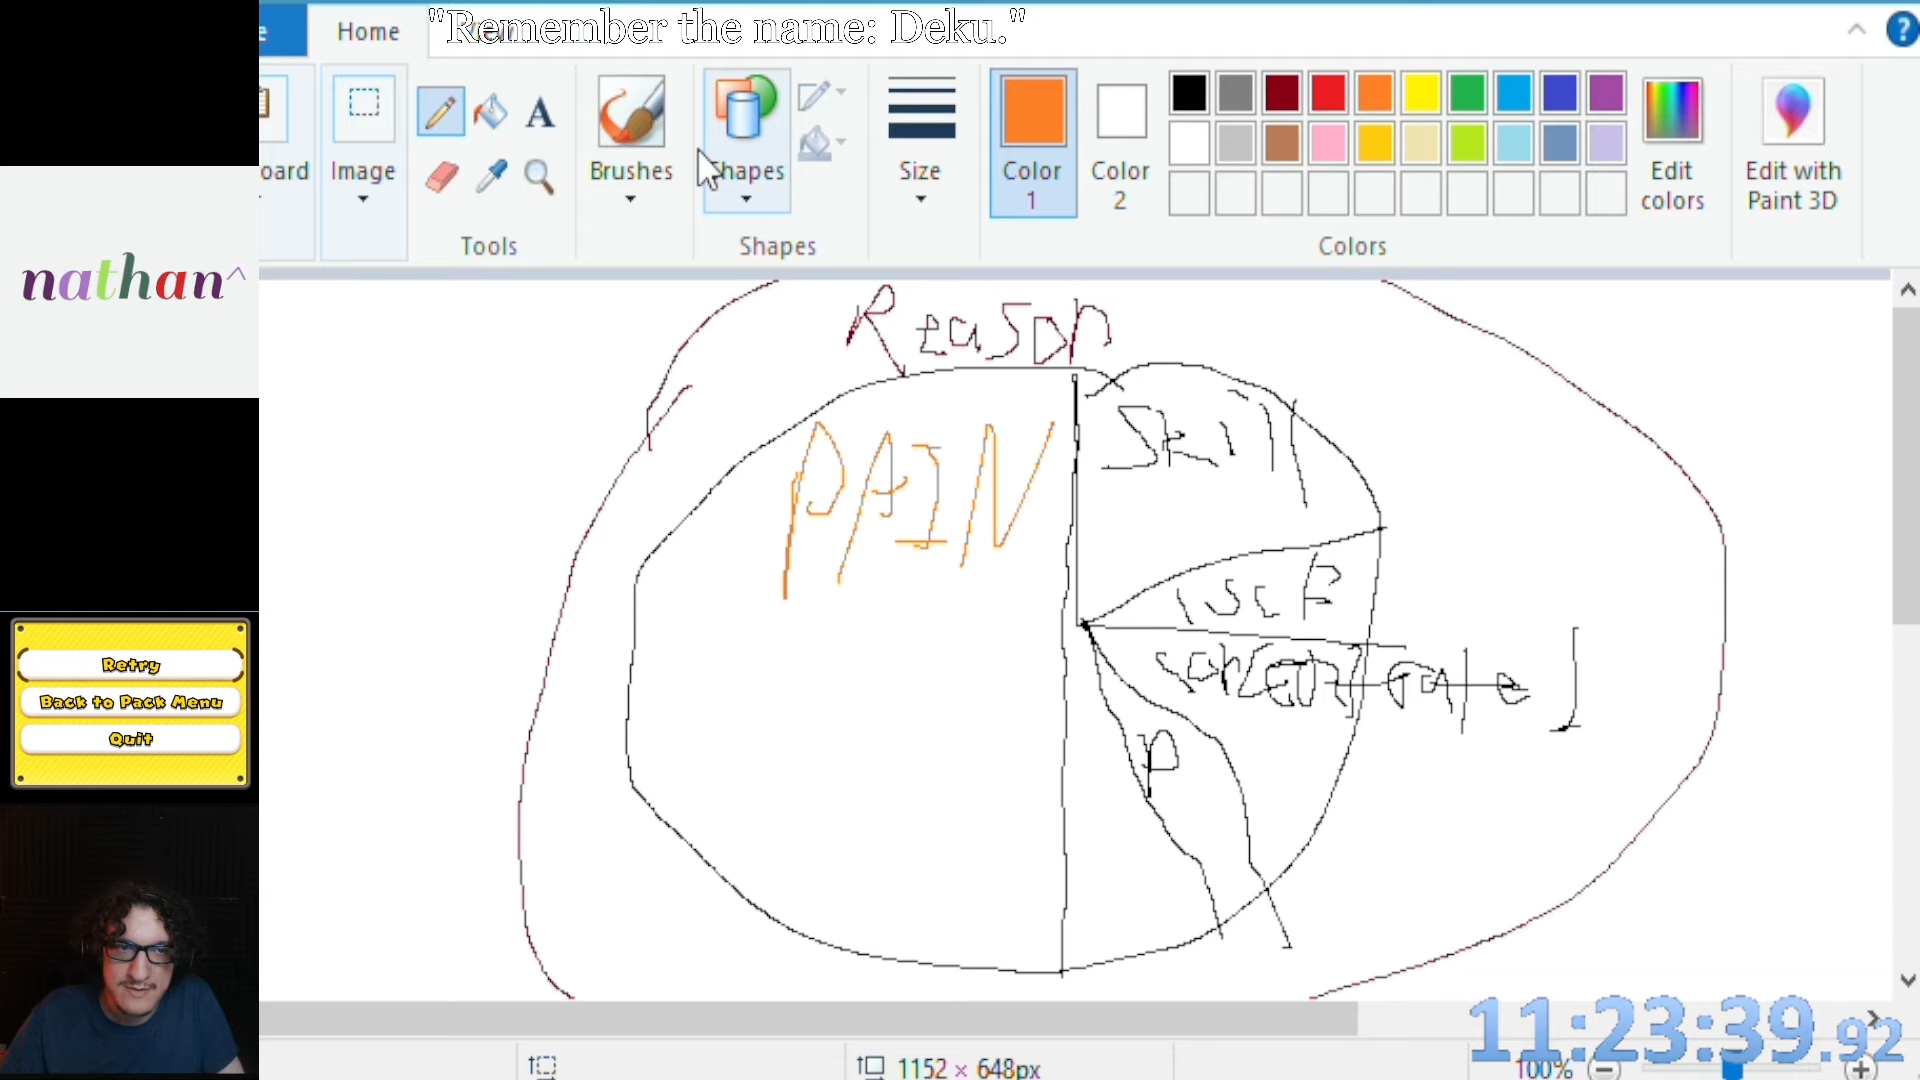 "Remember the name: Deku."
Home
oard
Image
Brushes
Shapes
Size
Color
1
Color
2
Edit
colors
Edit with
Paint 3D
Tools
Shapes
Colors
nathan^
Reason
PAIN
Skill
P
Retry
Back to Pack Menu
Quit
11:23:39.92
1152 × 648px
100%